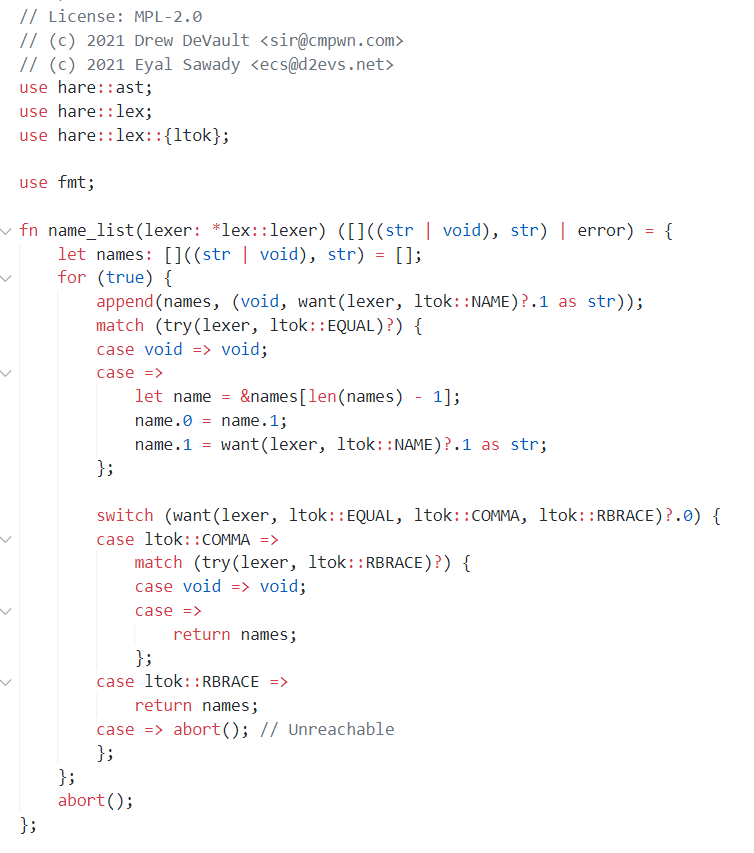 // License: MPL-2.0
// (c) 2021 Drew DeVault <sir@cmpwn.com>
// (c) 2021 Eyal Sawady <ecs@d2evs.net>
use hare::ast;
use hare::lex;
use hare::lex::{ltok};

use fmt;

fn name_list(lexer: *lex::lexer) ([]((str | void), str) | error) = {
    let names: []((str | void), str) = [];
    for (true) {
        append(names, (void, want(lexer, ltok::NAME)?.1 as str));
        match (try(lexer, ltok::EQUAL)?) {
        case void => void;
        case =>
            let name = &names[len(names) - 1];
            name.0 = name.1;
            name.1 = want(lexer, ltok::NAME)?.1 as str;
        };

        switch (want(lexer, ltok::EQUAL, ltok::COMMA, ltok::RBRACE)?.0) {
        case ltok::COMMA =>
            match (try(lexer, ltok::RBRACE)?) {
            case void => void;
            case =>
                return names;
            };
        case ltok::RBRACE =>
            return names;
        case => abort(); // Unreachable
        };
    };
    abort();
};